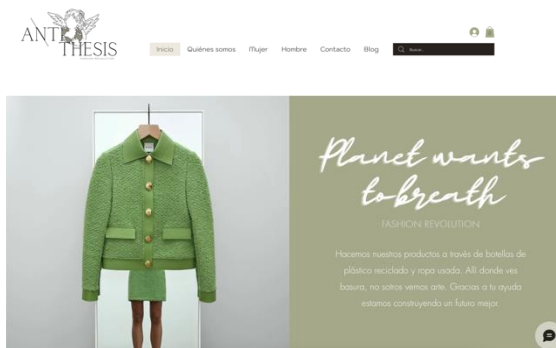 ANTI
THESIS
FASHION REVOLUTION
Inicio Quiénes somos Mujer Hombre Contacto Blog Buscar...
Planet wants
to breath
FASHION REVOLUTION
Hacemos nuestros productos a través de botellas de
plástico reciclado y ropa usada. Allí donde ves
basura, no sotros vemos arte. Gracias a tu ayuda
estamos construyendo un futuro mejor.